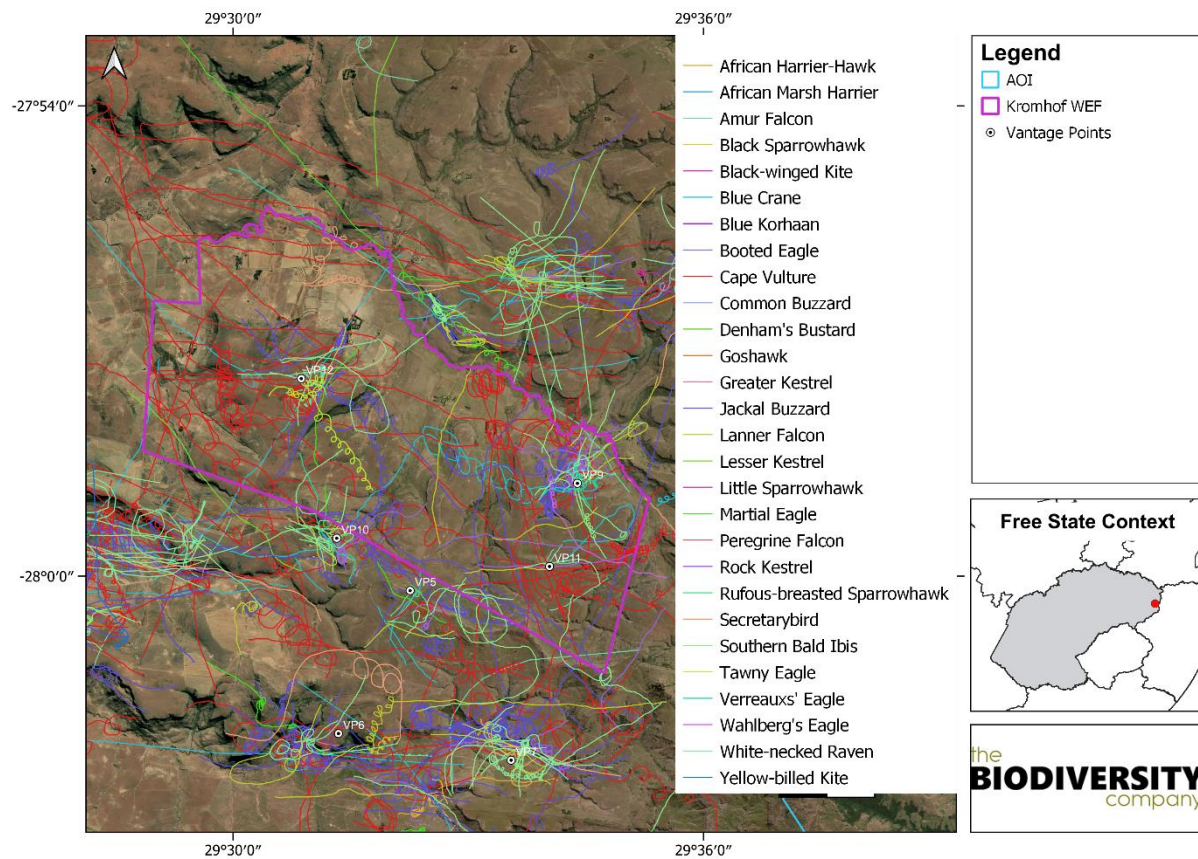 29°30'0"
29°36'0"
-27°54'0"
-28°0'0"
African Harrier-Hawk
African Marsh Harrier
Amur Falcon
Black Sparrowhawk
Black-winged Kite
Blue Crane
Blue Korhaan
Booted Eagle
Cape Vulture
Common Buzzard
Denham's Bustard
Goshawk
Greater Kestrel
Jackal Buzzard
Lanner Falcon
Lesser Kestrel
Little Sparrowhawk
Martial Eagle
Peregrine Falcon
Rock Kestrel
Rufous-breasted Sparrowhawk
Secretarybird
Southern Bald Ibis
Tawny Eagle
Verreauxs' Eagle
Wahlberg's Eagle
White-necked Raven
Yellow-billed Kite
VP12
VP9
VP10
VP11
VP5
VP6
VP7
29°30'0"
29°36'0"
Legend
AOI
Kromhof WEF
Vantage Points
Free State Context
the
BIODIVERSITY
company